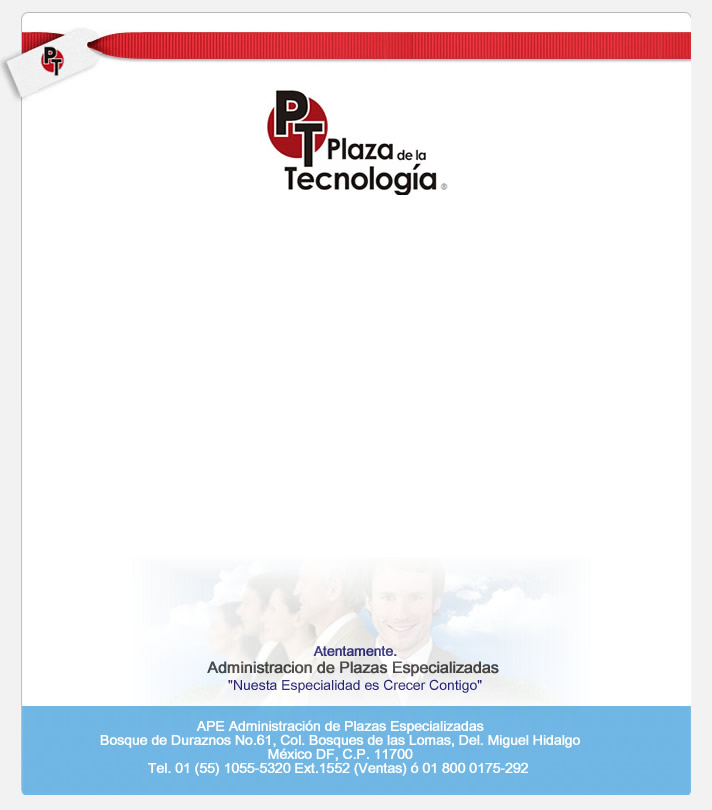 PT
PT
Plaza de la
Tecnología ®
Atentamente.
Administracion de Plazas Especializadas
"Nuesta Especialidad es Crecer Contigo"
APE Administración de Plazas Especializadas
Bosque de Duraznos No.61, Col. Bosques de las Lomas, Del. Miguel Hidalgo
México DF, C.P. 11700
Tel. 01 (55) 1055-5320 Ext.1552 (Ventas) ó 01 800 0175-292